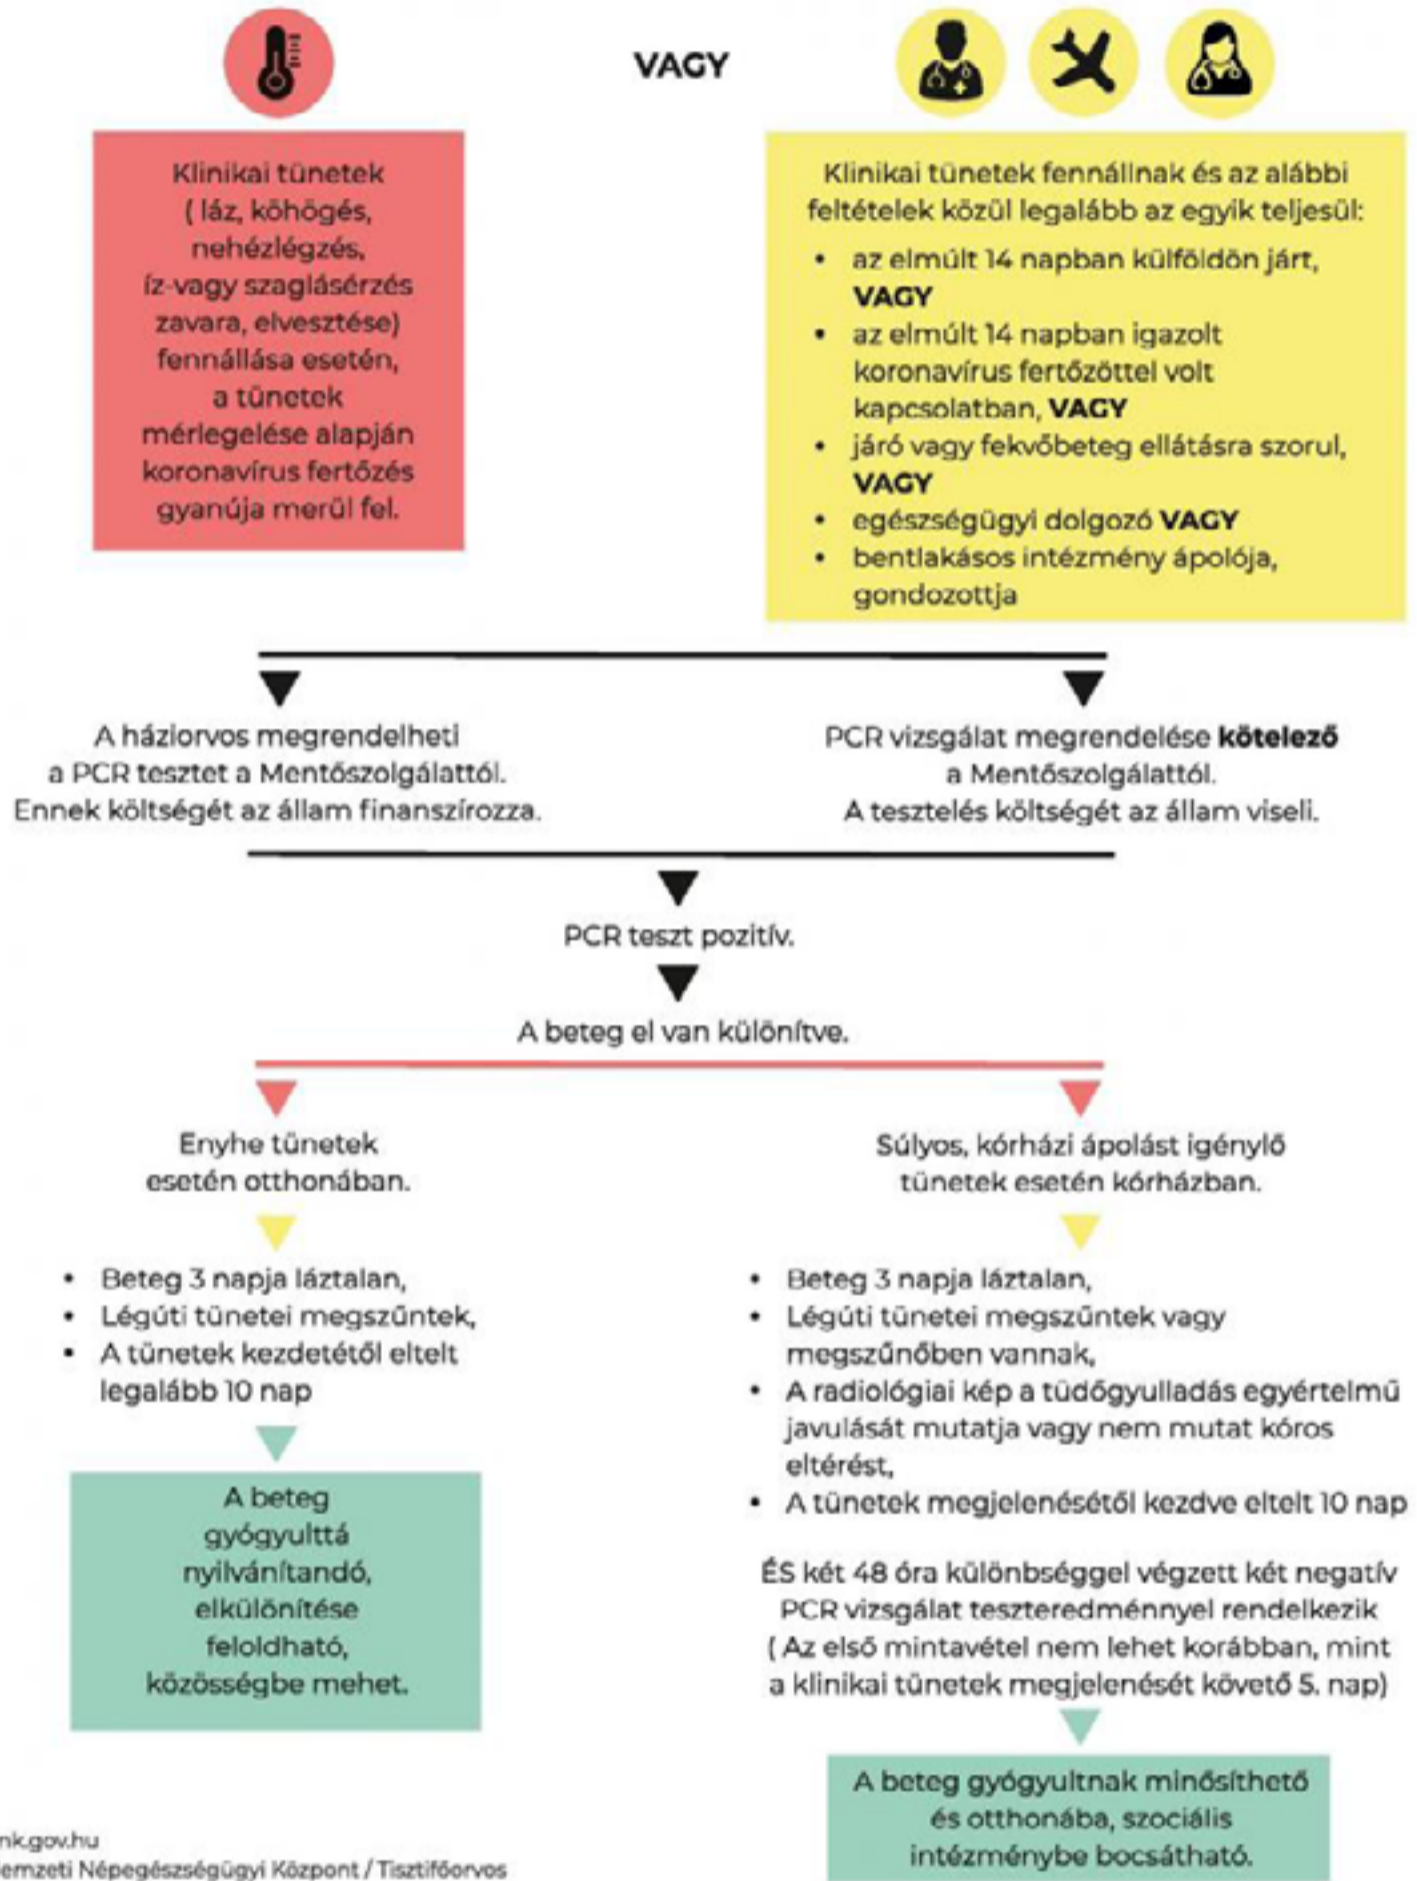 VAGY
Klinikai tünetek
( láz, köhögés,
nehézlégzés,
íz-vagy szaglásérzés
zavara, elvesztése)
fennállása esetén,
a tünetek
mérlegelése alapján
koronavírus fertőzés
gyanúja merül fel.
Klinikai tünetek fennállnak és az alábbi
feltételek közül legalább az egyik teljesül:
• az elmúlt 14 napban külföldön járt,
VAGY
• az elmúlt 14 napban igazolt
koronavírus fertőzöttel volt
kapcsolatban, VAGY
• járó vagy fekvőbeteg ellátásra szorul,
VAGY
• egészségügyi dolgozó VAGY
• bentlakásos intézmény ápolója,
gondozottja
A háziorvos megrendelheti
a PCR tesztet a Mentőszolgálattól.
Ennek költségét az állam finanszírozza.
PCR vizsgálat megrendelése kötelező
a Mentőszolgálattól.
A tesztelés költségét az állam viseli.
PCR teszt pozitív.
A beteg el van különítve.
Enyhe tünetek
esetén otthonában.
• Beteg 3 napja láztalan,
• Légúti tünetei megszűntek,
• A tünetek kezdetétől eltelt
legalább 10 nap
A beteg
gyógyulttá
nyilvánítandó,
elkülönítése
feloldható,
közösségbe mehet.
Súlyos, kórházi ápolást igénylő
tünetek esetén kórházban.
• Beteg 3 napja láztalan,
• Légúti tünetei megszűntek vagy
megszűnőben vannak,
• A radiológiai kép a tüdőgyulladás egyértelmű
javulását mutatja vagy nem mutat kóros
eltérést,
• A tünetek megjelenésétől kezdve eltelt 10 nap
ÉS két 48 óra különbséggel végzett két negatív
PCR vizsgálat teszteredménnyel rendelkezik
( Az első mintavétel nem lehet korábban, mint
a klinikai tünetek megjelenését követő 5. nap)
A beteg gyógyultnak minősíthető
és otthonába, szociális
intézménybe bocsátható.
nk.gov.hu
emzeti Népegészségügyi Központ / Tisztifőorvos